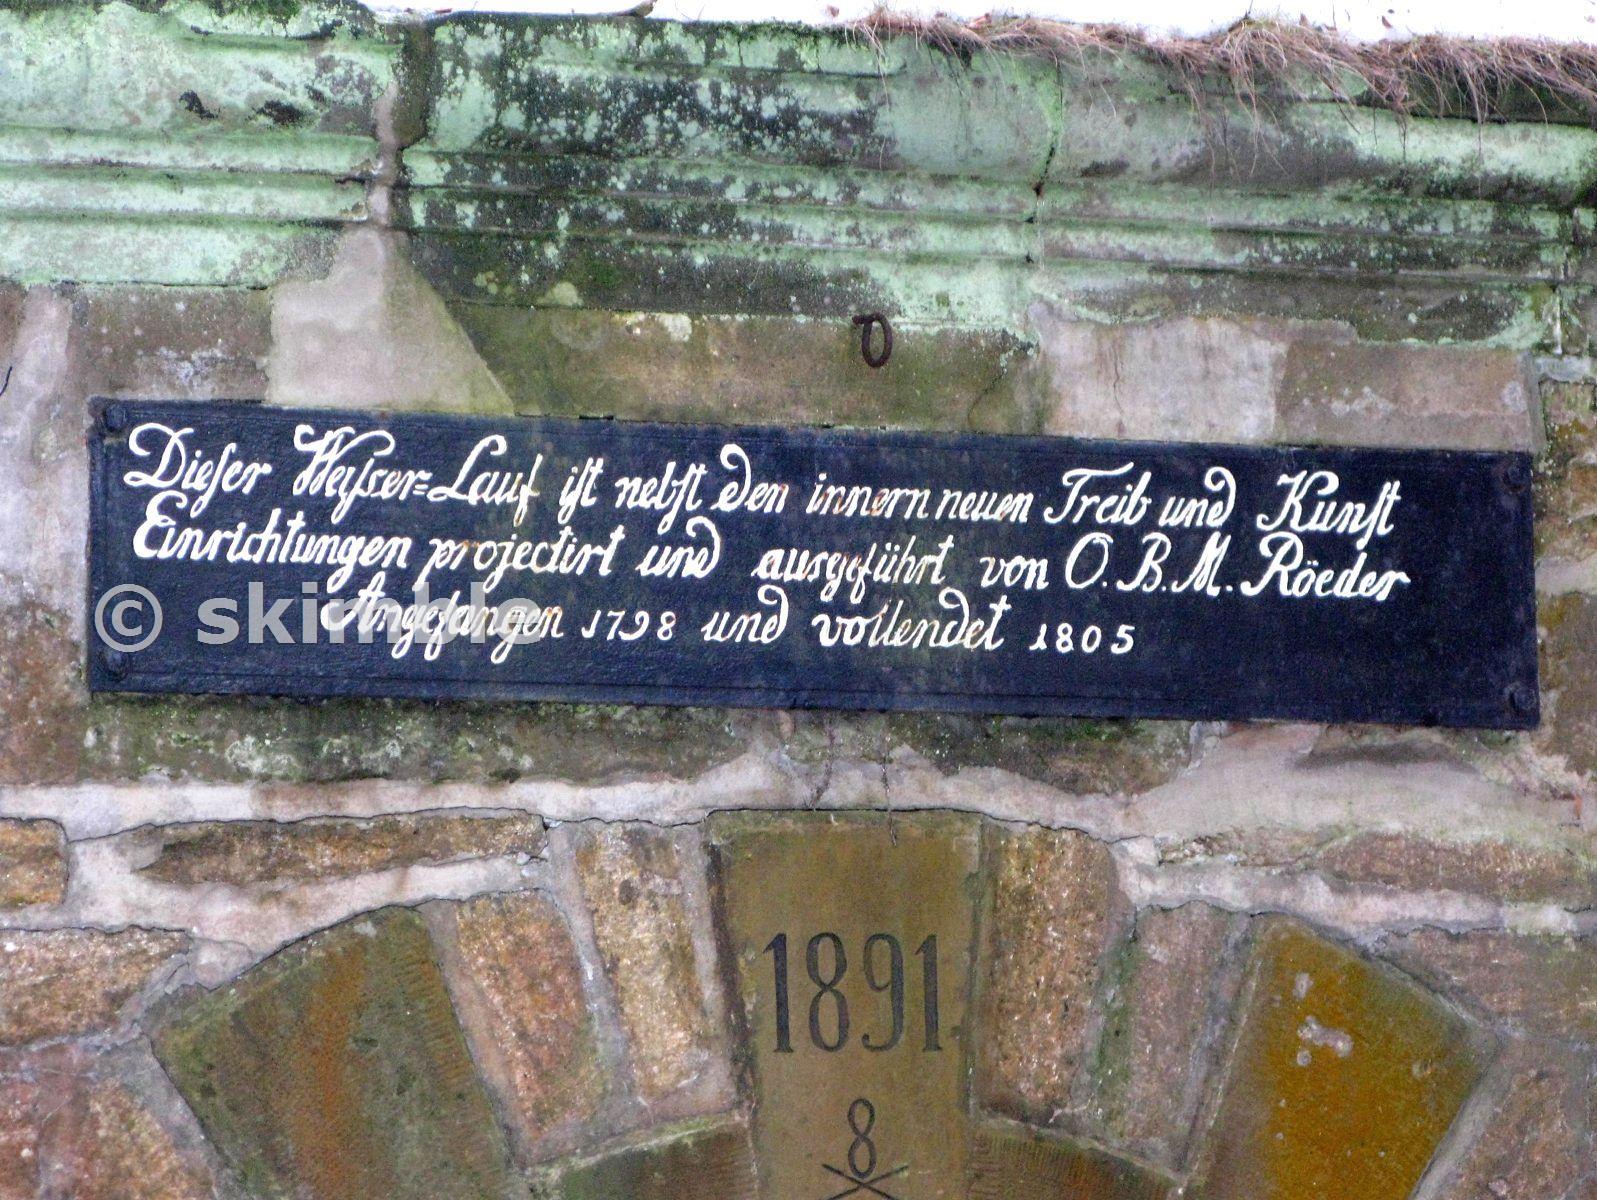 Dieſer Weyſer=Lauf iſt nebſt den innern neuen Treib und Kunſt
Einrichtungen projectirt und ausgeführt von O. B. M. Röeder
Angefangen 1798 und vollendet 1805
© skimble
1891
8